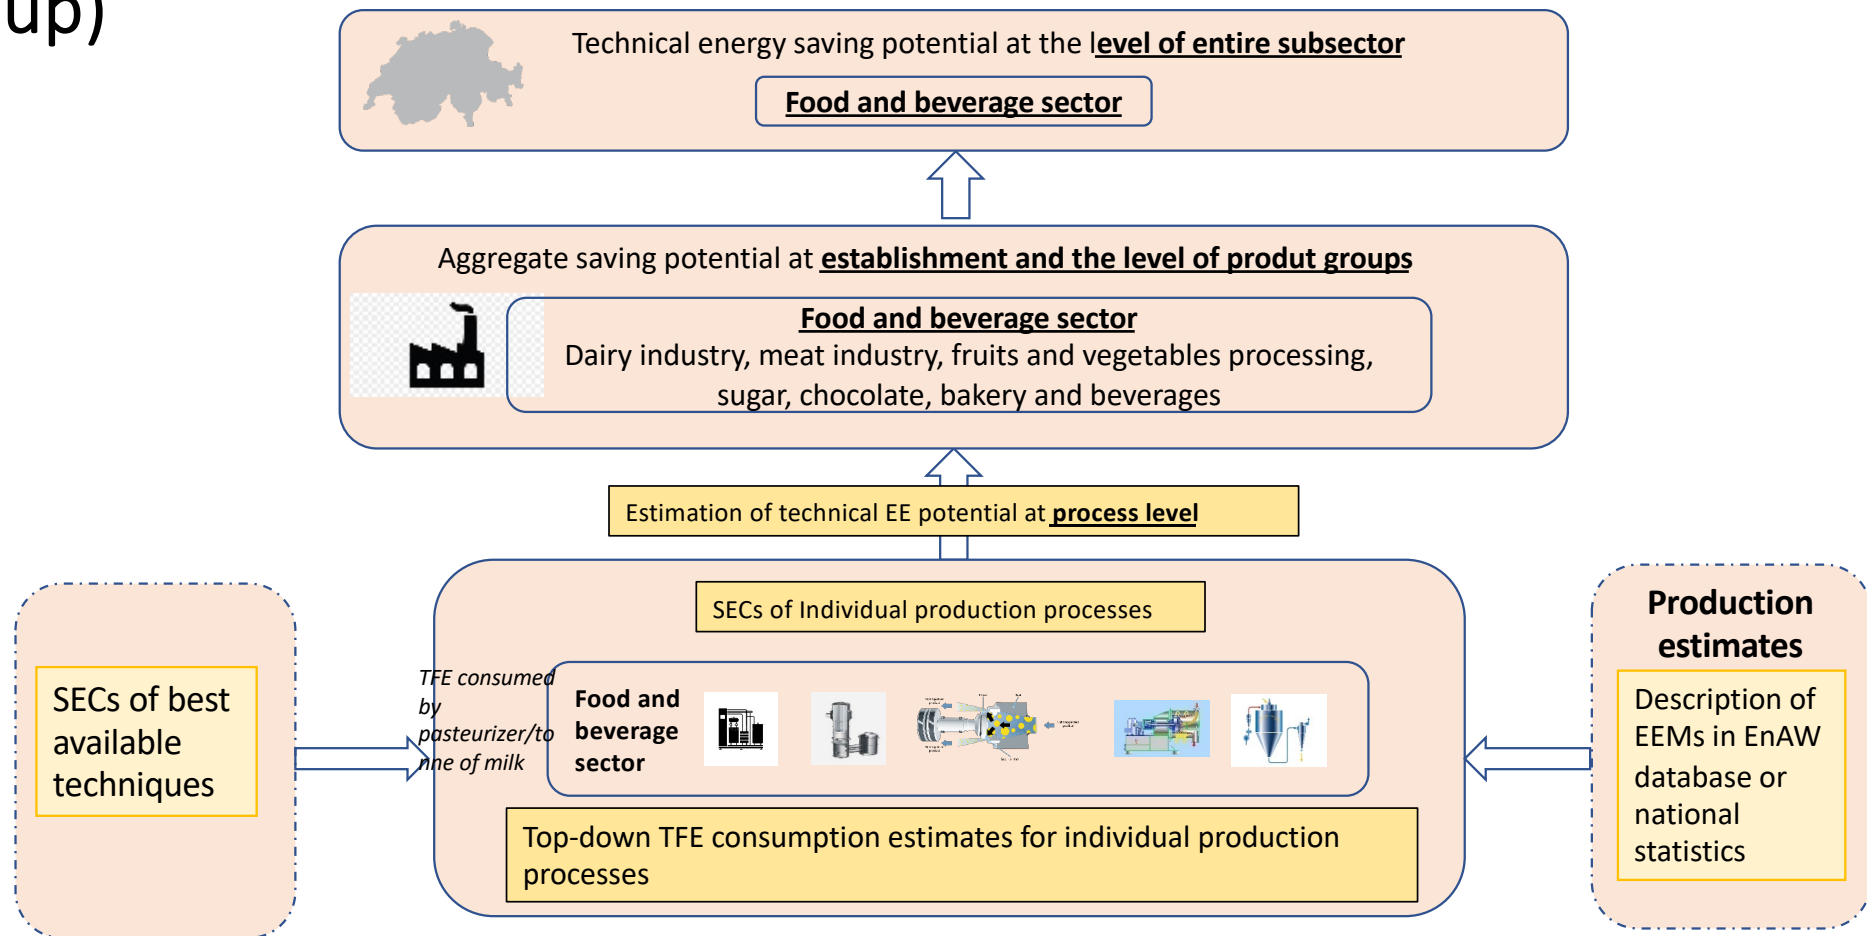 up)
Technical energy saving potential at the level of entire subsector
Food and beverage sector
Aggregate saving potential at establishment and the level of produt groups
Food and beverage sector
Dairy industry, meat industry, fruits and vegetables processing,
sugar, chocolate, bakery and beverages
Estimation of technical EE potential at process level
SECs of Individual production processes
SECs of best
available
techniques
TFE consumed
by
pasteurizer/to
nne of milk
Food and
beverage
sector
Top-down TFE consumption estimates for individual production
processes
Production
estimates
Description of
EEMs in EnAW
database or
national
statistics